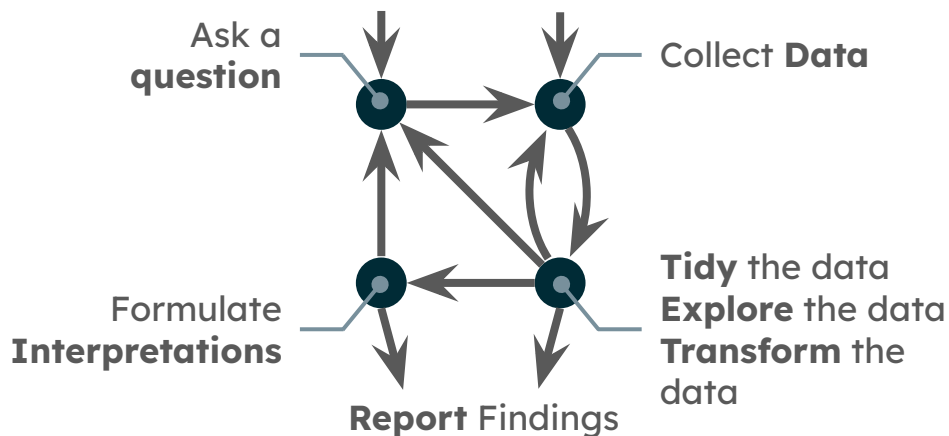 Ask a
question
Collect Data
Formulate
Interpretations
Tidy the data
Explore the data
Transform the
data
Report Findings